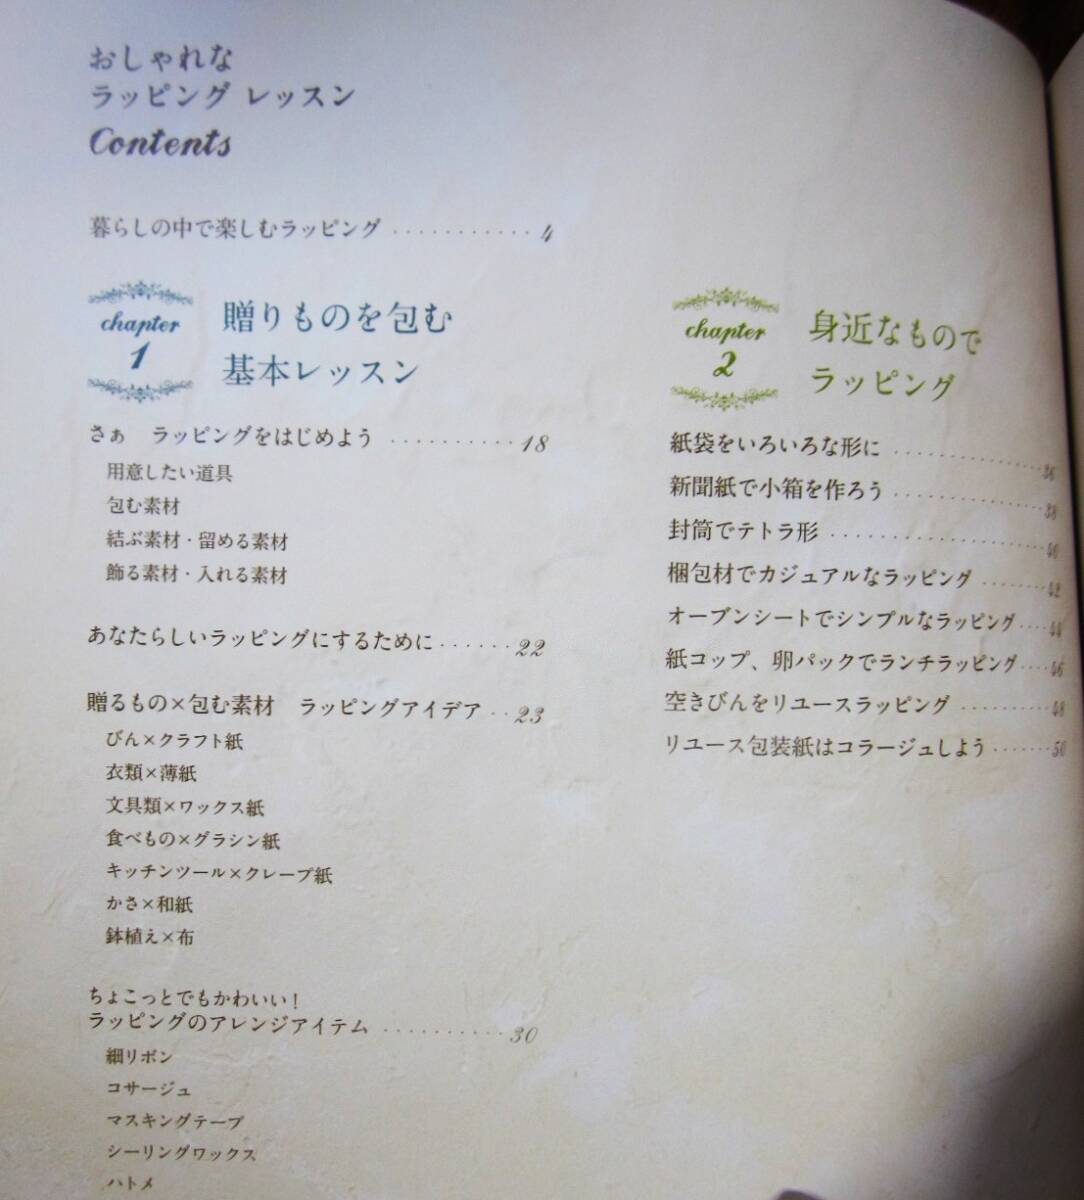 おしゃれな
ラッピング レッスン
Contents
暮らしの中で楽しむラッピング ・・・・・・・・・・・ 4
chapter
1
贈りものを包む
基本レッスン
さぁ　ラッピングをはじめよう ・・・・・・・・・・ 18
用意したい道具
包む素材
結ぶ素材・留める素材
飾る素材・入れる素材
あなたらしいラッピングにするために ・・・・・・ 22
贈るもの×包む素材　ラッピングアイデア ・・ 23
びん×クラフト紙
衣類×薄紙
文具類×ワックス紙
食べもの×グラシン紙
キッチンツール×クレープ紙
かさ×和紙
鉢植え×布
ちょこっとでもかわいい！
ラッピングのアレンジアイテム ・・・・・・・・・・ 30
細リボン
コサージュ
マスキングテープ
シーリングワックス
ハトメ
chapter
2
身近なもので
ラッピング
紙袋をいろいろな形に ・・・・・・・・・・・・ 36
新聞紙で小箱を作ろう ・・・・・・・・・・・・ 38
封筒でテトラ形 ・・・・・・・・・・・・・・・・ 40
梱包材でカジュアルなラッピング ・・・・・・ 42
オーブンシートでシンプルなラッピング ・・・ 44
紙コップ、卵パックでランチラッピング ・・・ 46
空きびんをリユースラッピング ・・・・・・・・ 48
リユース包装紙はコラージュしよう ・・・・・・ 50